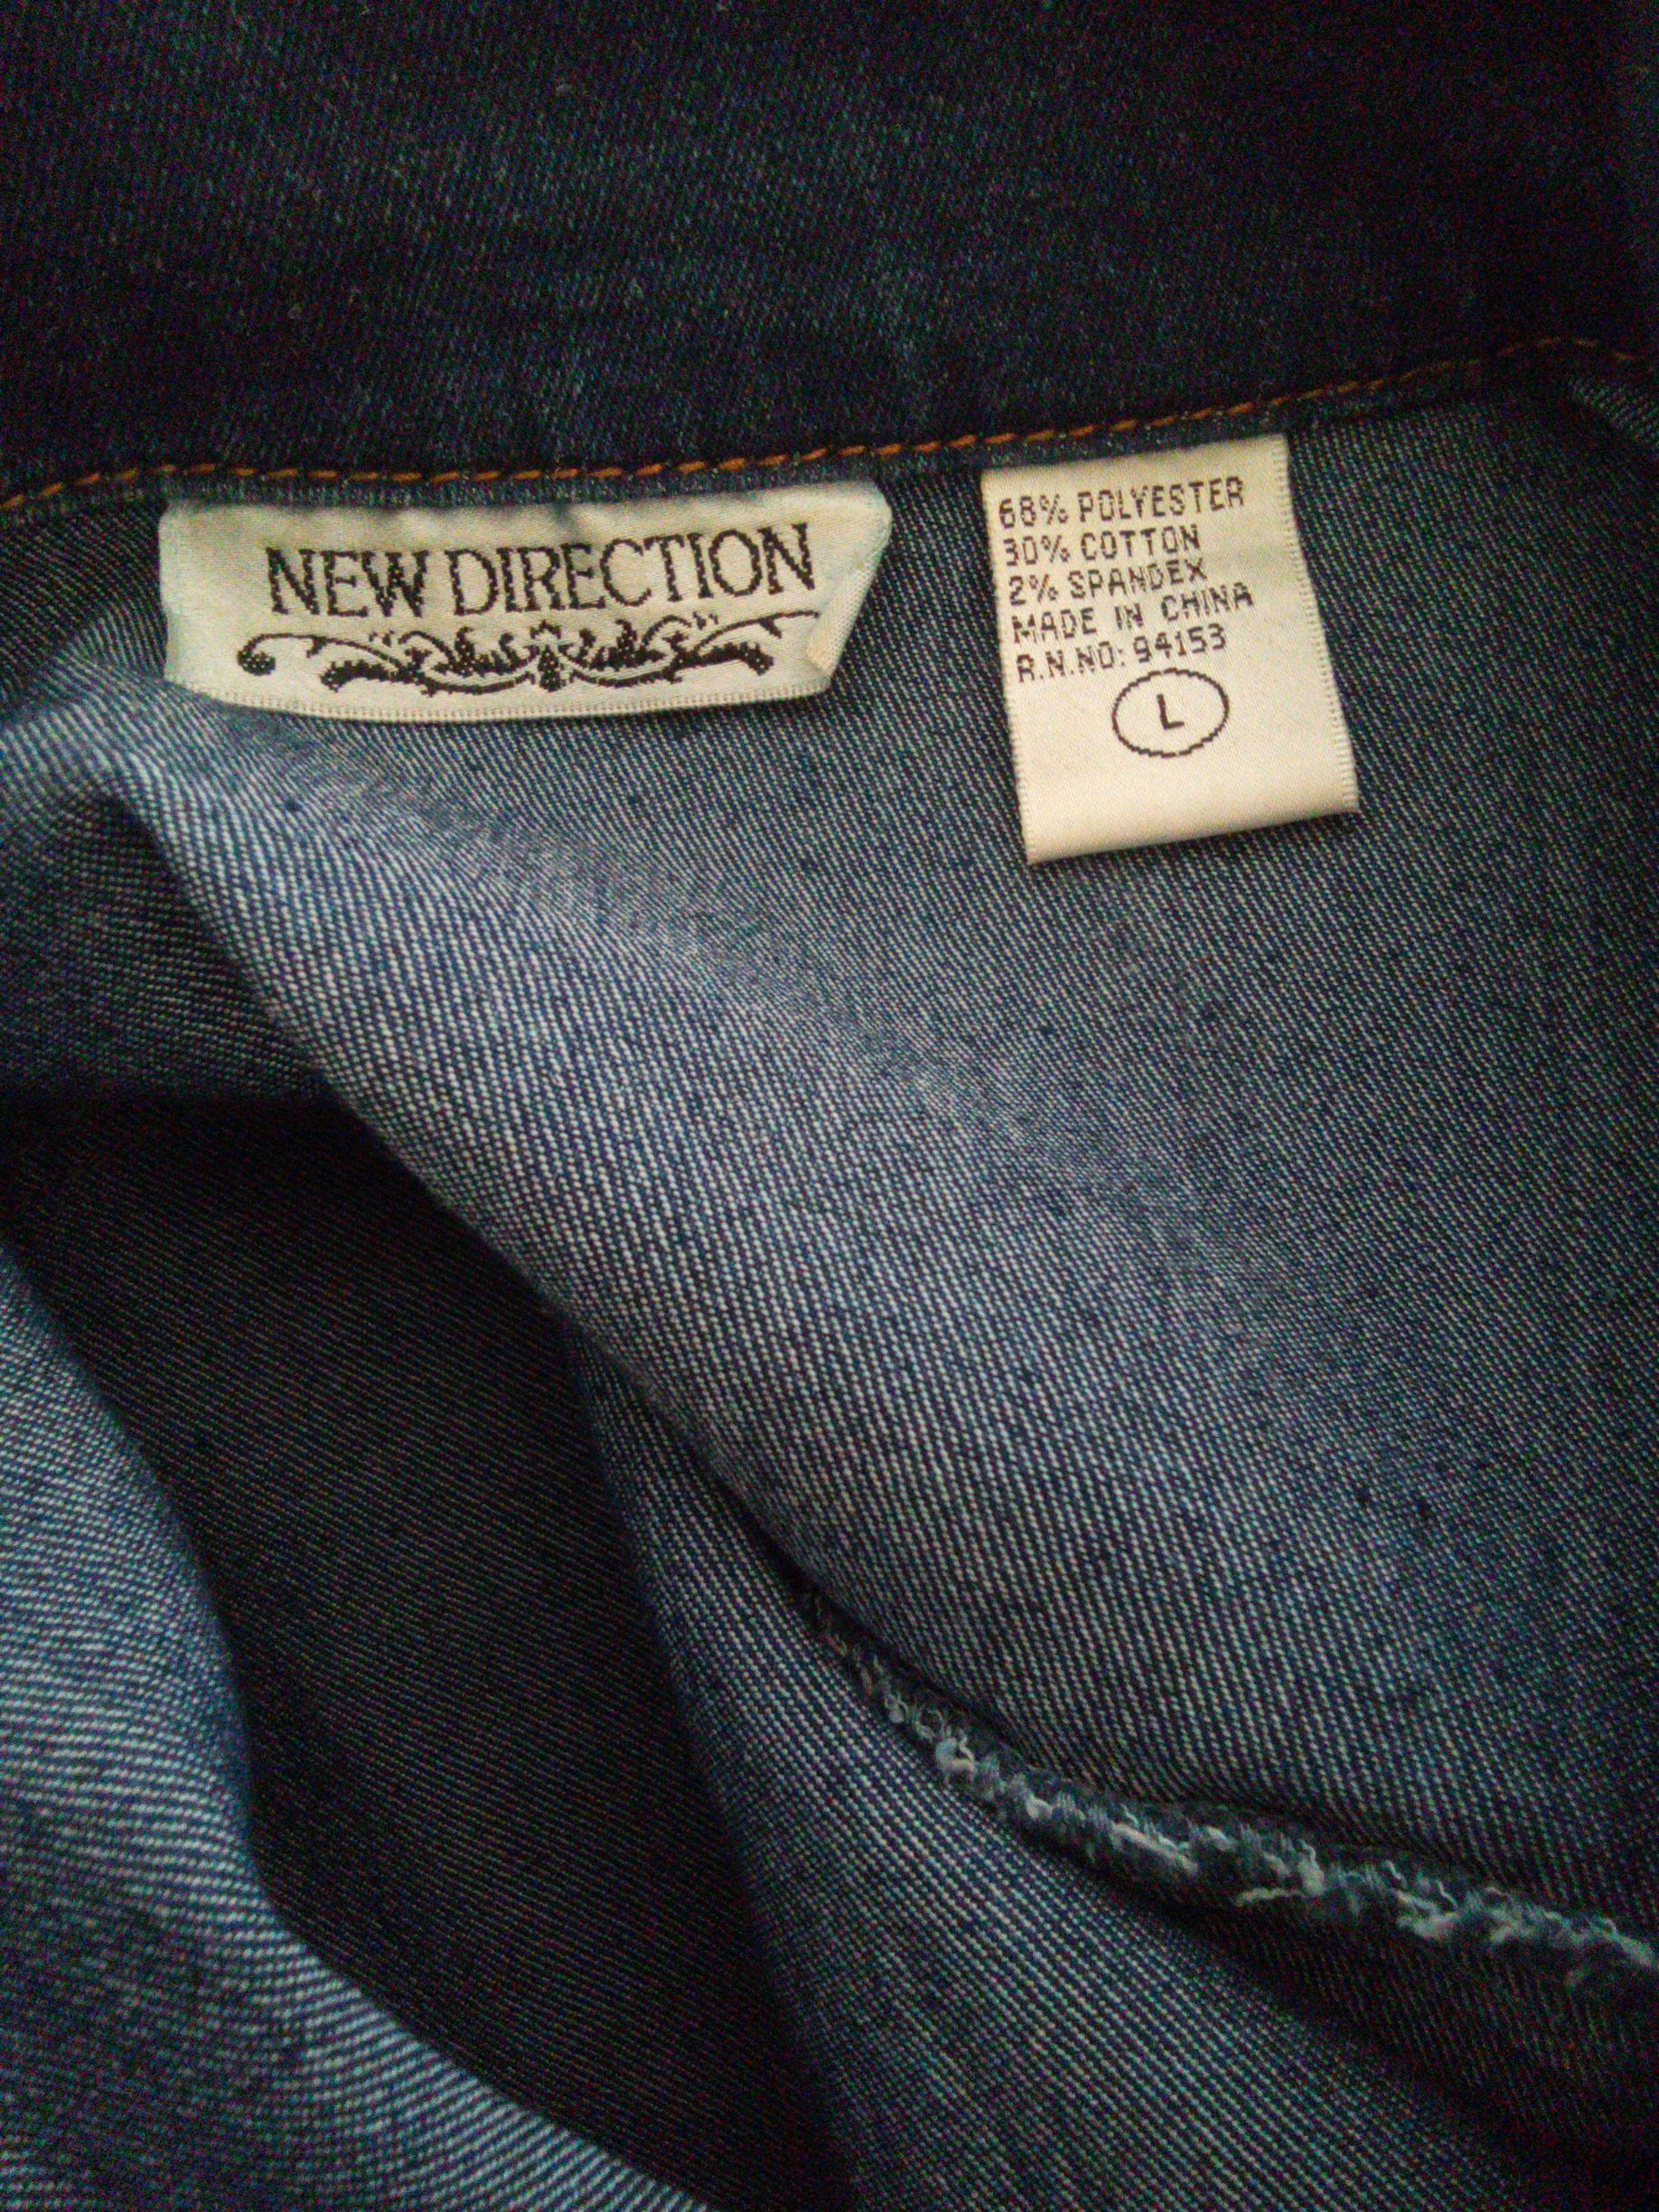 NEW DIRECTION
68% POLYESTER
30% COTTON
2% SPANDEX
MADE IN CHINA
R.N.NO: 94153
L